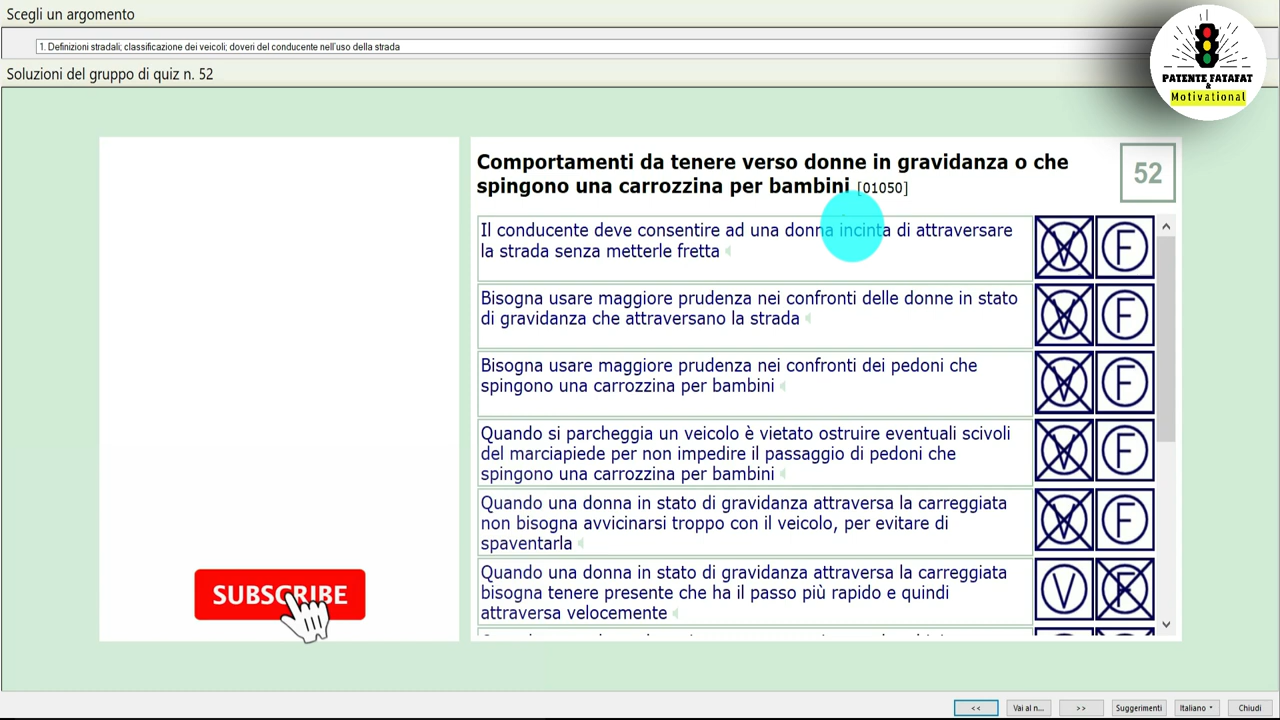 Scegli un argomento
1. Definizioni stradali; classificazione dei veicoli; doveri del conducente nell'uso della strada
Soluzioni del gruppo di quiz n. 52
PATENTE FATAFAT
&
Motivational
Comportamenti da tenere verso donne in gravidanza o che
spingono una carrozzina per bambini [01050]
52
Il conducente deve consentire ad una donna incinta di attraversare
la strada senza metterle fretta
V F
Bisogna usare maggiore prudenza nei confronti delle donne in stato
di gravidanza che attraversano la strada
V F
Bisogna usare maggiore prudenza nei confronti dei pedoni che
spingono una carrozzina per bambini
V F
Quando si parcheggia un veicolo è vietato ostruire eventuali scivoli
del marciapiede per non impedire il passaggio di pedoni che
spingono una carrozzina per bambini
V F
Quando una donna in stato di gravidanza attraversa la carreggiata
non bisogna avvicinarsi troppo con il veicolo, per evitare di
spaventarla
V F
Quando una donna in stato di gravidanza attraversa la carreggiata
bisogna tenere presente che ha il passo più rapido e quindi
attraversa velocemente
V F
SUBSCRIBE
<< Vai al n... >> Suggerimenti Italiano Chiudi